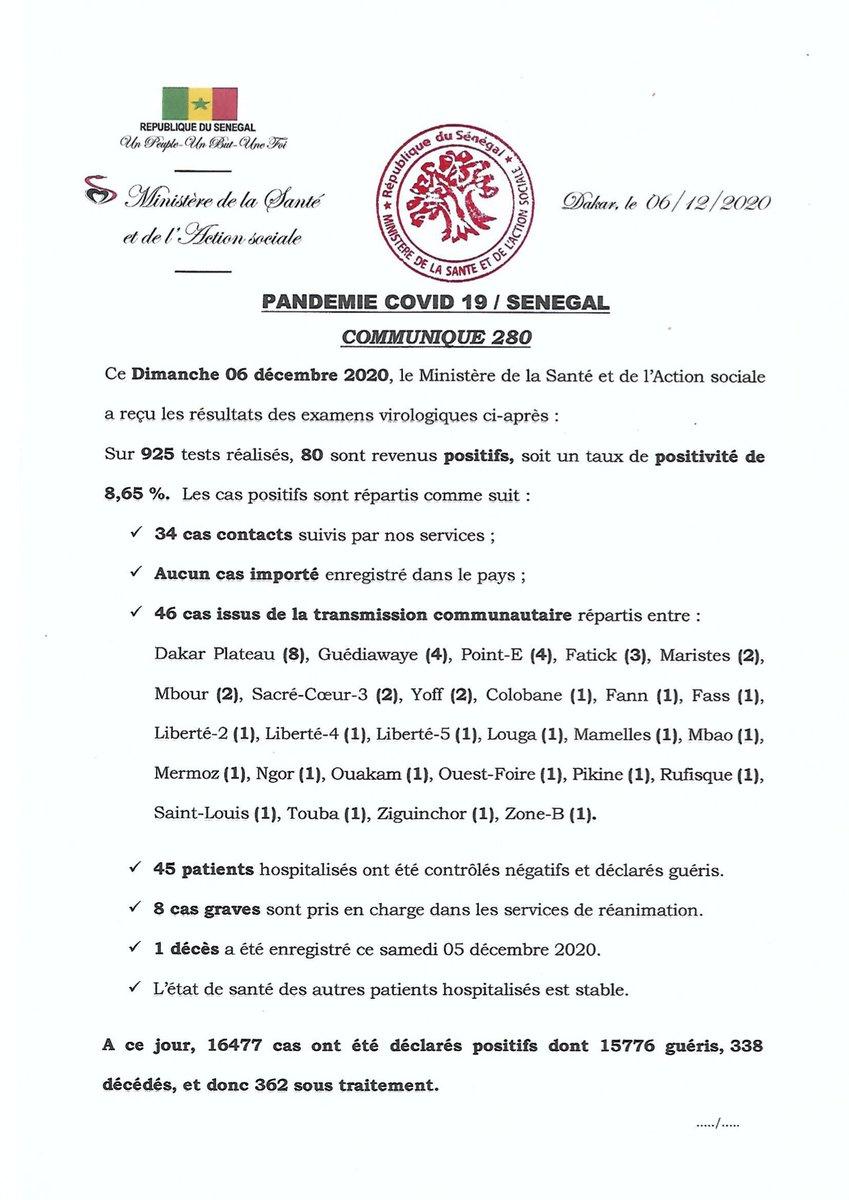 REPUBLIQUE DU SENEGAL
Un Peuple-Un But-Une Foi
Ministère de la Santé
et de l'Action sociale
★ République du Sénégal ★
MINISTÈRE DE LA SANTE ET DE L'ACTION SOCIALE
Dakar, le 06/12/2020
PANDEMIE COVID 19 / SENEGAL
COMMUNIQUE 280
Ce Dimanche 06 décembre 2020, le Ministère de la Santé et de l'Action sociale
a reçu les résultats des examens virologiques ci-après :
Sur 925 tests réalisés, 80 sont revenus positifs, soit un taux de positivité de
8,65 %. Les cas positifs sont répartis comme suit :
✓ 34 cas contacts suivis par nos services ;
✓ Aucun cas importé enregistré dans le pays ;
✓ 46 cas issus de la transmission communautaire répartis entre :
Dakar Plateau (8), Guédiawaye (4), Point-E (4), Fatick (3), Maristes (2),
Mbour (2), Sacré-Cœur-3 (2), Yoff (2), Colobane (1), Fann (1), Fass (1),
Liberté-2 (1), Liberté-4 (1), Liberté-5 (1), Louga (1), Mamelles (1), Mbao (1),
Mermoz (1), Ngor (1), Ouakam (1), Ouest-Foire (1), Pikine (1), Rufisque (1),
Saint-Louis (1), Touba (1), Ziguinchor (1), Zone-B (1).
✓ 45 patients hospitalisés ont été contrôlés négatifs et déclarés guéris.
✓ 8 cas graves sont pris en charge dans les services de réanimation.
✓ 1 décès a été enregistré ce samedi 05 décembre 2020.
✓ L'état de santé des autres patients hospitalisés est stable.
A ce jour, 16477 cas ont été déclarés positifs dont 15776 guéris, 338
décédés, et donc 362 sous traitement.
...../.....